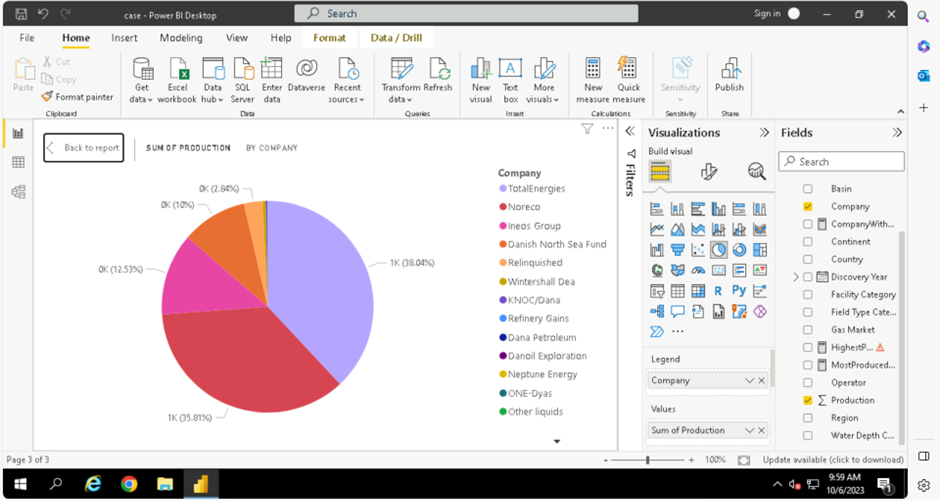 case - Power BI Desktop
Search
Sign in
File
Home
Insert
Modeling
View
Help
Format
Data / Drill
Paste
Cut
Copy
Format painter
Clipboard
Get data
Excel workbook
Data hub
SQL Server
Enter data
Dataverse
Recent sources
Data
Transform data
Refresh
Queries
New visual
Text box
More visuals
Insert
New measure
Quick measure
Calculations
Sensitivity
Sensitivity
Publish
Share
Back to report
SUM OF PRODUCTION
BY COMPANY
0K (2.84%)
0K (10%)
0K (12.53%)
1K (38.04%)
1K (35.81%)
Company
TotalEnergies
Noreco
Ineos Group
Danish North Sea Fund
Relinquished
Wintershall Dea
KNOC/Dana
Refinery Gains
Dana Petroleum
Danoil Exploration
Neptune Energy
ONE-Dyas
Other liquids
Filters
Visualizations
Build visual
R
Py
...
Legend
Company
Values
Sum of Production
Fields
Search
Basin
Company
CompanyWith...
Continent
Country
Discovery Year
Facility Category
Field Type Cate...
Gas Market
HighestP...
MostProduced...
Operator
Production
Region
Water Depth C...
Page 3 of 3
100%
Update available (click to download)
9:59 AM
10/6/2023
1